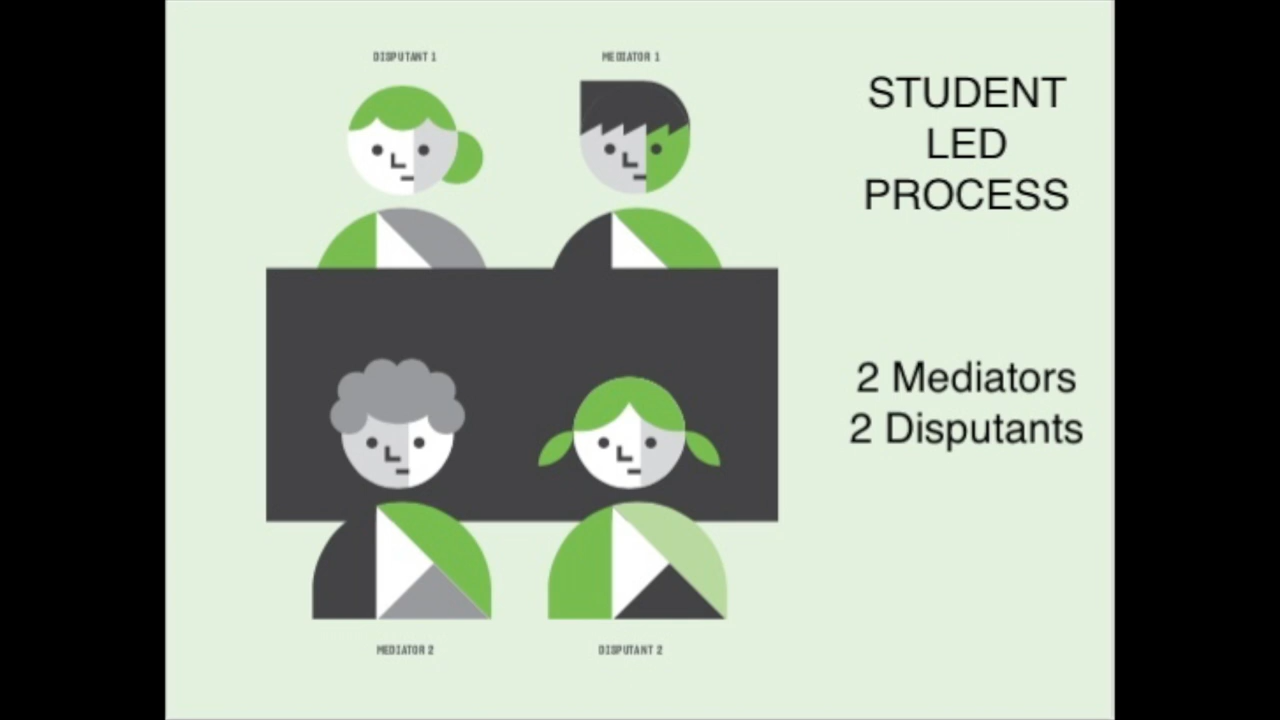 DISPUTANT 1
MEDIATOR 1
STUDENT
LED
PROCESS
2 Mediators
2 Disputants
MEDIATOR 2
DISPUTANT 2